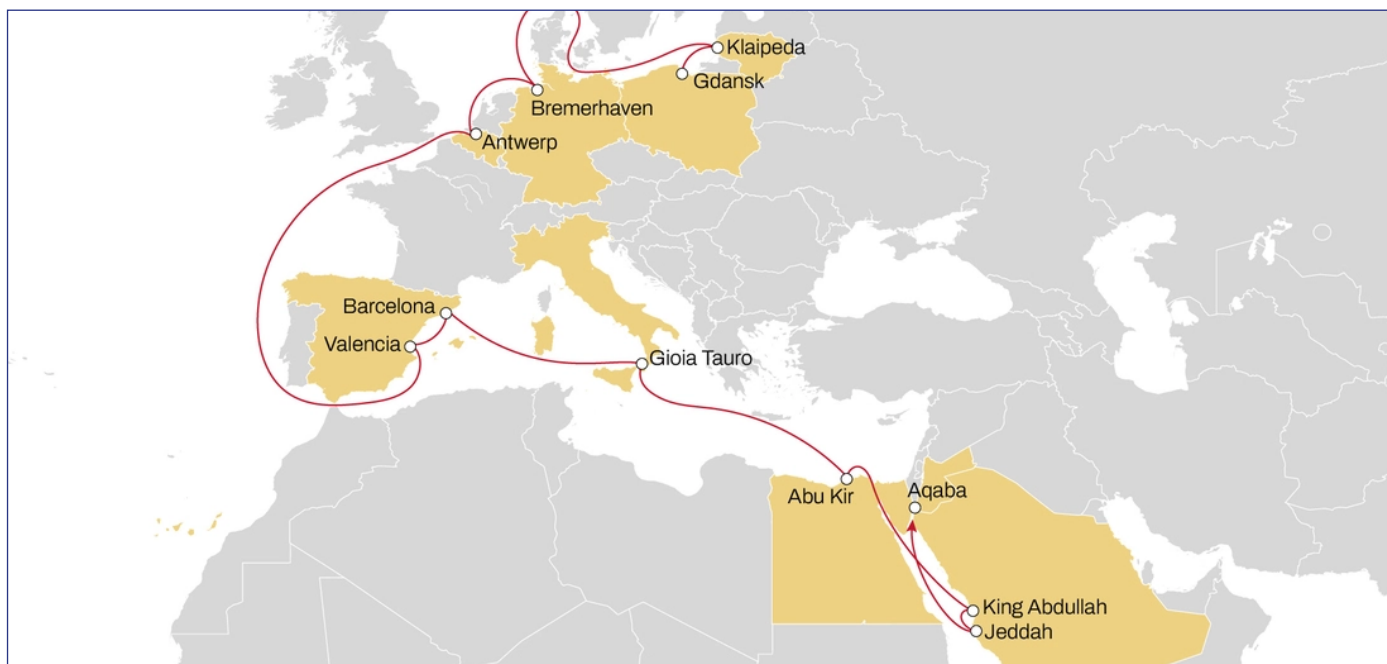 Klaipeda
Gdansk
Bremerhaven
Antwerp
Barcelona
Valencia
Gioia Tauro
Abu Kir
Aqaba
King Abdullah
Jeddah